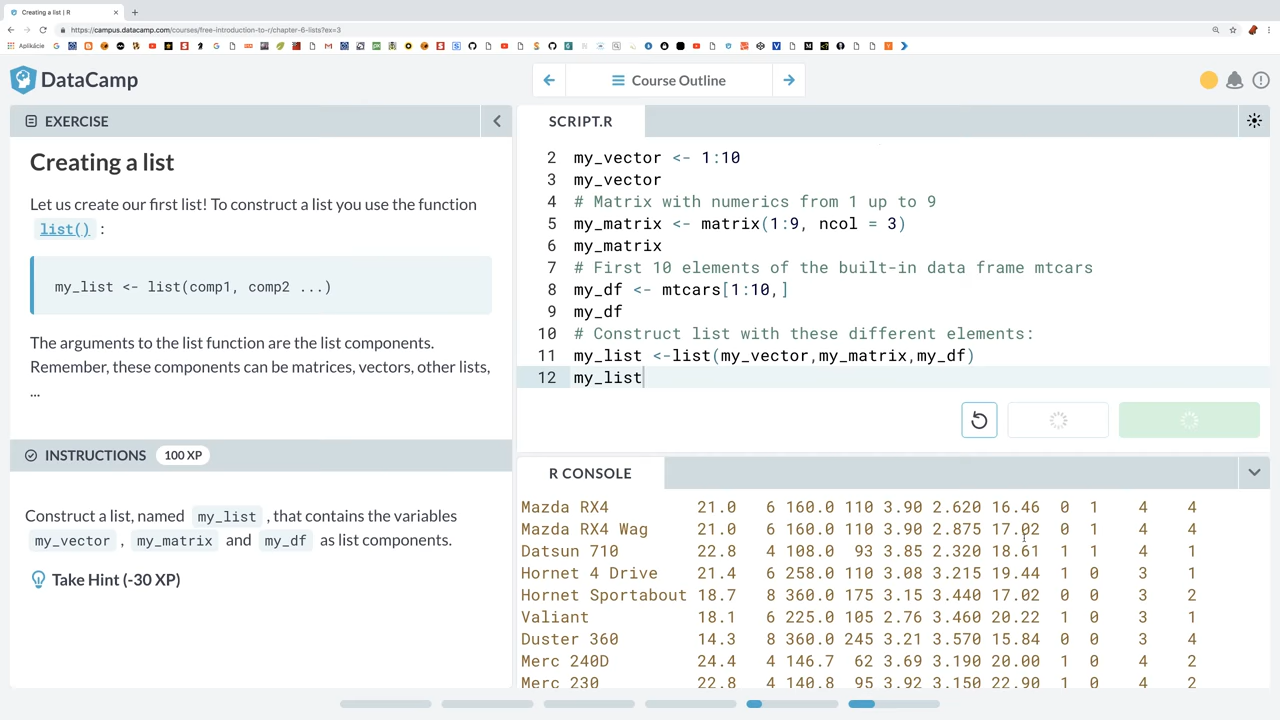 Creating a list | R
https://campus.datacamp.com/courses/free-introduction-to-r/chapter-6-lists?ex=3
Aplikácie
DataCamp
Course Outline
EXERCISE
Creating a list
Let us create our first list! To construct a list you use the function
list() :
my_list <- list(comp1, comp2 ...)
The arguments to the list function are the list components.
Remember, these components can be matrices, vectors, other lists,
...
INSTRUCTIONS 100 XP
Construct a list, named my_list , that contains the variables
my_vector , my_matrix and my_df as list components.
Take Hint (-30 XP)
SCRIPT.R
2 my_vector <- 1:10
3 my_vector
4 # Matrix with numerics from 1 up to 9
5 my_matrix <- matrix(1:9, ncol = 3)
6 my_matrix
7 # First 10 elements of the built-in data frame mtcars
8 my_df <- mtcars[1:10,]
9 my_df
10 # Construct list with these different elements:
11 my_list <-list(my_vector,my_matrix,my_df)
12 my_list
R CONSOLE
Mazda RX4 21.0 6 160.0 110 3.90 2.620 16.46 0 1 4 4
Mazda RX4 Wag 21.0 6 160.0 110 3.90 2.875 17.02 0 1 4 4
Datsun 710 22.8 4 108.0 93 3.85 2.320 18.61 1 1 4 1
Hornet 4 Drive 21.4 6 258.0 110 3.08 3.215 19.44 1 0 3 1
Hornet Sportabout 18.7 8 360.0 175 3.15 3.440 17.02 0 0 3 2
Valiant 18.1 6 225.0 105 2.76 3.460 20.22 1 0 3 1
Duster 360 14.3 8 360.0 245 3.21 3.570 15.84 0 0 3 4
Merc 240D 24.4 4 146.7 62 3.69 3.190 20.00 1 0 4 2
Merc 230 22.8 4 140.8 95 3.92 3.150 22.90 1 0 4 2